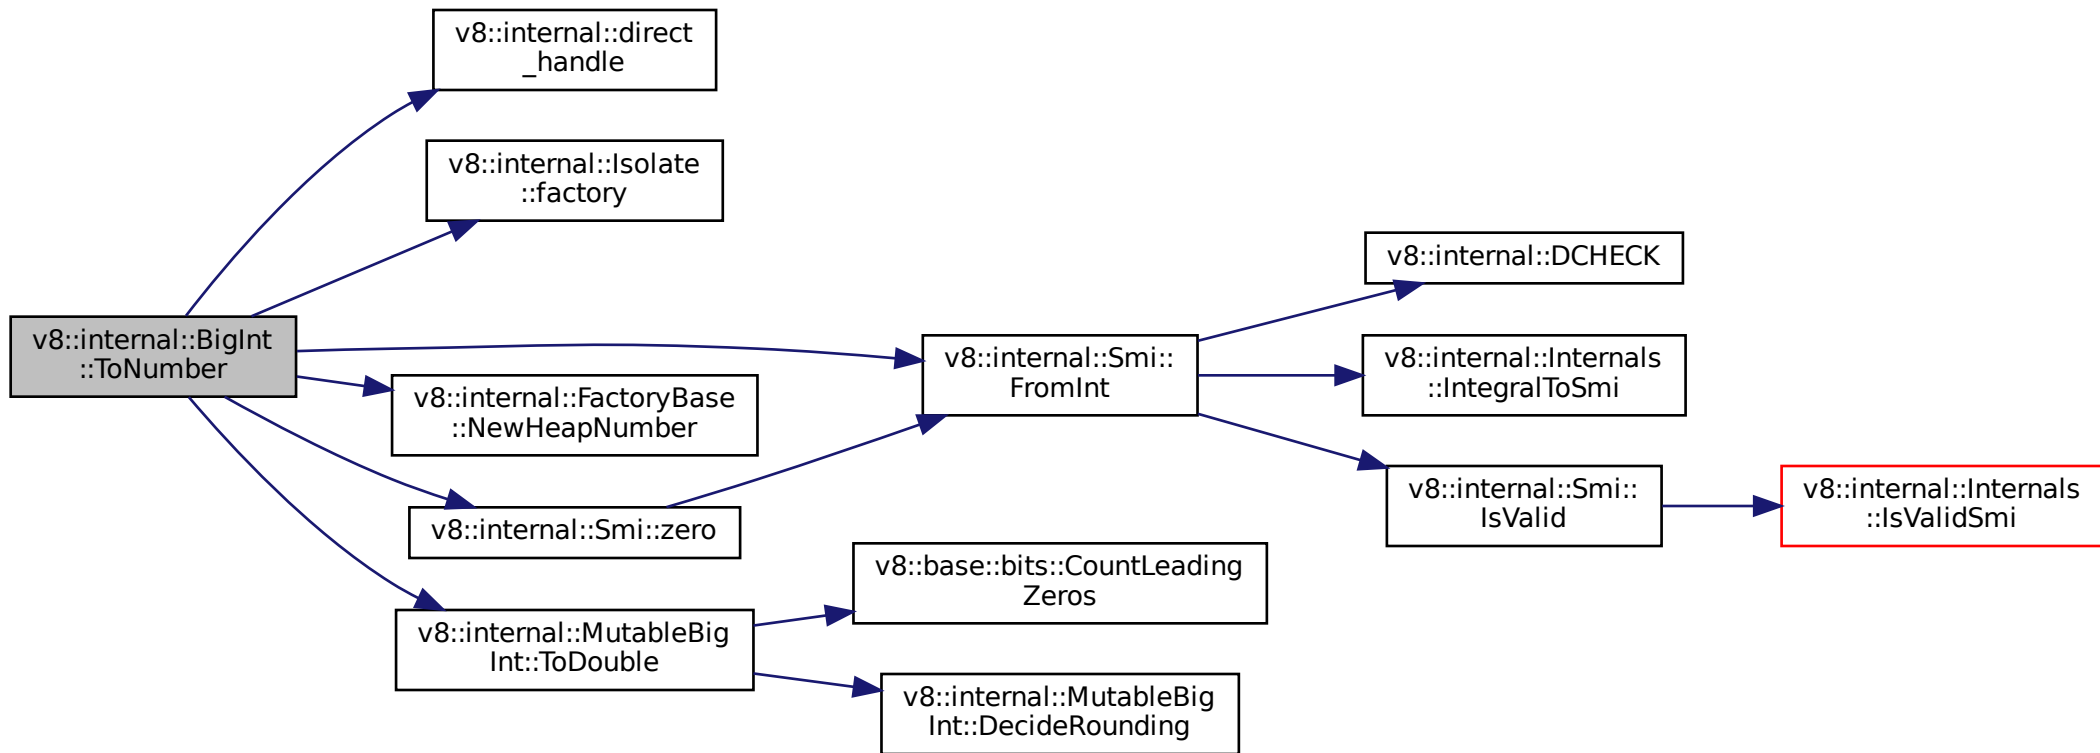 v8::internal::direct
_handle
v8::internal::Isolate
::factory
v8::internal::BigInt
::ToNumber
v8::internal::FactoryBase
::NewHeapNumber
v8::internal::Smi::zero
v8::internal::MutableBig
Int::ToDouble
v8::internal::Smi::
FromInt
v8::base::bits::CountLeading
Zeros
v8::internal::MutableBig
Int::DecideRounding
v8::internal::DCHECK
v8::internal::Internals
::IntegralToSmi
v8::internal::Smi::
IsValid
v8::internal::Internals
::IsValidSmi